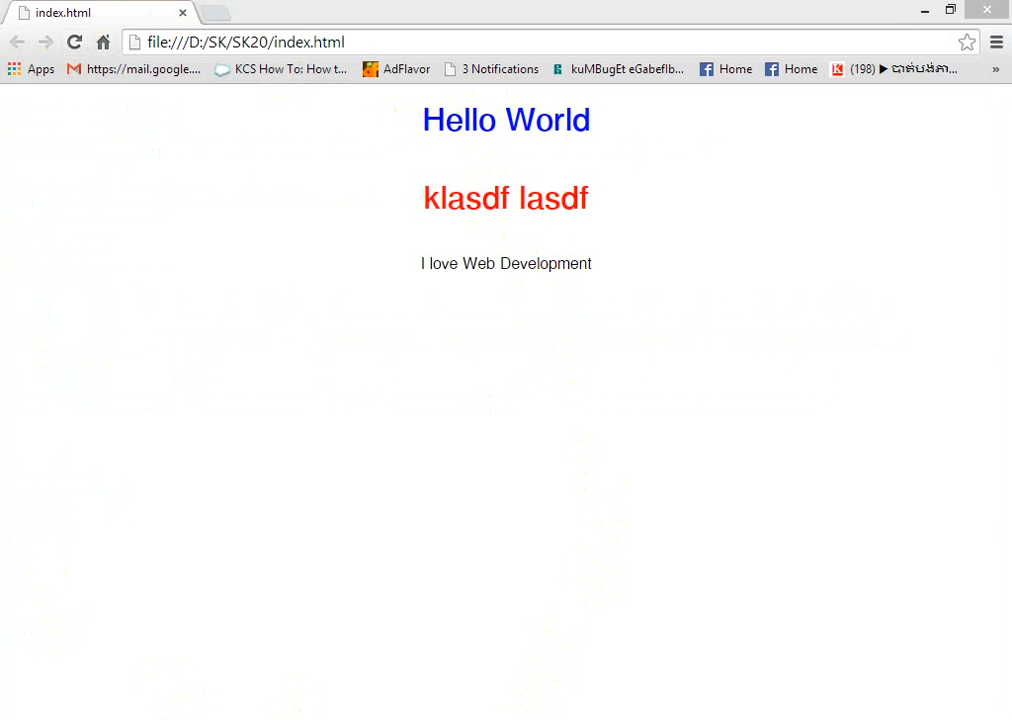 index.html
file:///D:/SK/SK20/index.html
Apps https://mail.google.... KCS How To: How t... AdFlavor 3 Notifications kuMBugEt eGabeflb... Home Home (198) ▶ បាត់បង់ភា... »
Hello World
klasdf lasdf
I love Web Development